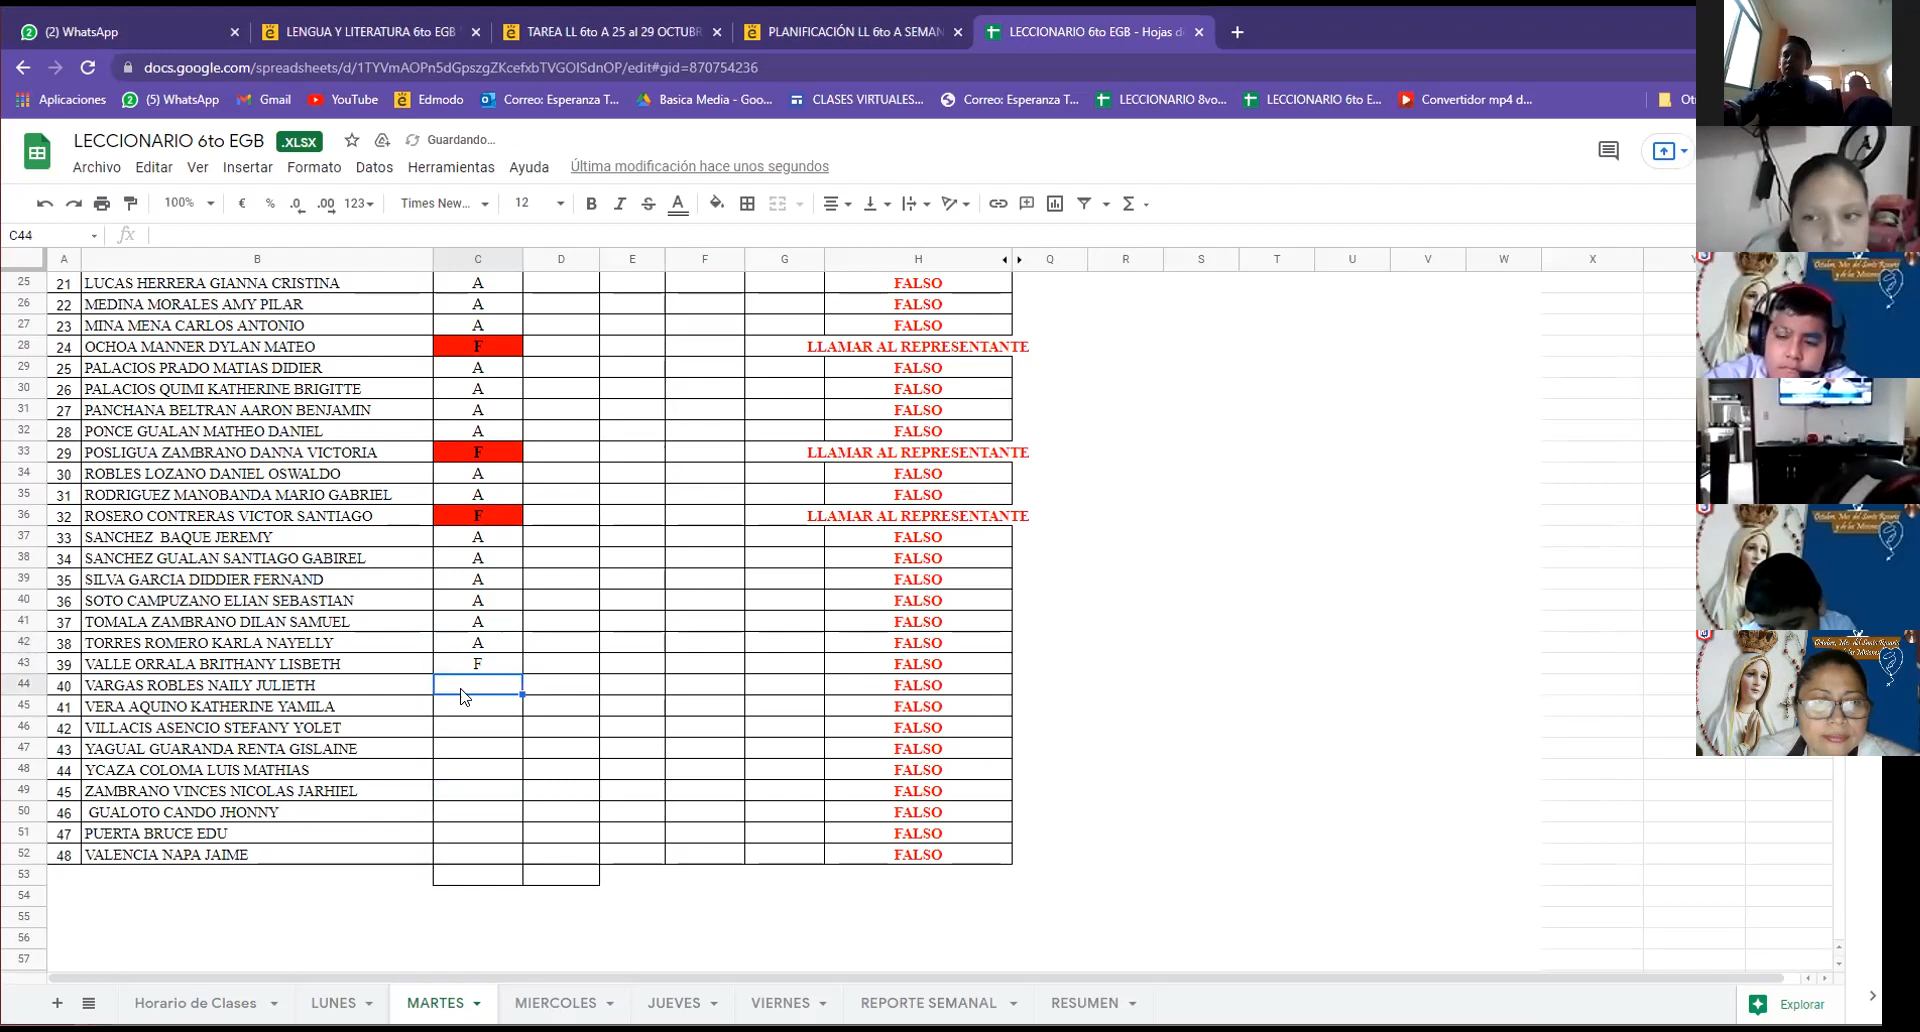 (2) WhatsApp
LENGUA Y LITERATURA 6to EGB
TAREA LL 6to A 25 al 29 OCTUBR
PLANIFICACIÓN LL 6to A SEMAN
LECCIONARIO 6to EGB - Hojas de
docs.google.com/spreadsheets/d/1TYVmAOPn5dGpszgZKcefxbTVGOISdnOP/edit#gid=870754236
Aplicaciones (5) WhatsApp Gmail YouTube Edmodo Correo: Esperanza T... Basica Media - Goo... CLASES VIRTUALES... Correo: Esperanza T... LECCIONARIO 8vo... LECCIONARIO 6to E... Convertidor mp4 d...
LECCIONARIO 6to EGB .XLSX Guardando...
Archivo Editar Ver Insertar Formato Datos Herramientas Ayuda Última modificación hace unos segundos
100% € % .0 .00 123 Times New... 12 B I S A Σ
C44 fx
A B C D E F G H Q R S T U V W X
25 21 LUCAS HERRERA GIANNA CRISTINA A FALSO
26 22 MEDINA MORALES AMY PILAR A FALSO
27 23 MINA MENA CARLOS ANTONIO A FALSO
28 24 OCHOA MANNER DYLAN MATEO F LLAMAR AL REPRESENTANTE
29 25 PALACIOS PRADO MATIAS DIDIER A FALSO
30 26 PALACIOS QUIMI KATHERINE BRIGITTE A FALSO
31 27 PANCHANA BELTRAN AARON BENJAMIN A FALSO
32 28 PONCE GUALAN MATHEO DANIEL A FALSO
33 29 POSLIGUA ZAMBRANO DANNA VICTORIA F LLAMAR AL REPRESENTANTE
34 30 ROBLES LOZANO DANIEL OSWALDO A FALSO
35 31 RODRIGUEZ MANOBANDA MARIO GABRIEL A FALSO
36 32 ROSERO CONTRERAS VICTOR SANTIAGO F LLAMAR AL REPRESENTANTE
37 33 SANCHEZ BAQUE JEREMY A FALSO
38 34 SANCHEZ GUALAN SANTIAGO GABIREL A FALSO
39 35 SILVA GARCIA DIDDIER FERNAND A FALSO
40 36 SOTO CAMPUZANO ELIAN SEBASTIAN A FALSO
41 37 TOMALA ZAMBRANO DILAN SAMUEL A FALSO
42 38 TORRES ROMERO KARLA NAYELLY A FALSO
43 39 VALLE ORRALA BRITHANY LISBETH F FALSO
44 40 VARGAS ROBLES NAILY JULIETH FALSO
45 41 VERA AQUINO KATHERINE YAMILA FALSO
46 42 VILLACIS ASENCIO STEFANY YOLET FALSO
47 43 YAGUAL GUARANDA RENTA GISLAINE FALSO
48 44 YCAZA COLOMA LUIS MATHIAS FALSO
49 45 ZAMBRANO VINCES NICOLAS JARHIEL FALSO
50 46 GUALOTO CANDO JHONNY FALSO
51 47 PUERTA BRUCE EDU FALSO
52 48 VALENCIA NAPA JAIME FALSO
53
54
55
56
57
Horario de Clases LUNES MARTES MIERCOLES JUEVES VIERNES REPORTE SEMANAL RESUMEN Explorar